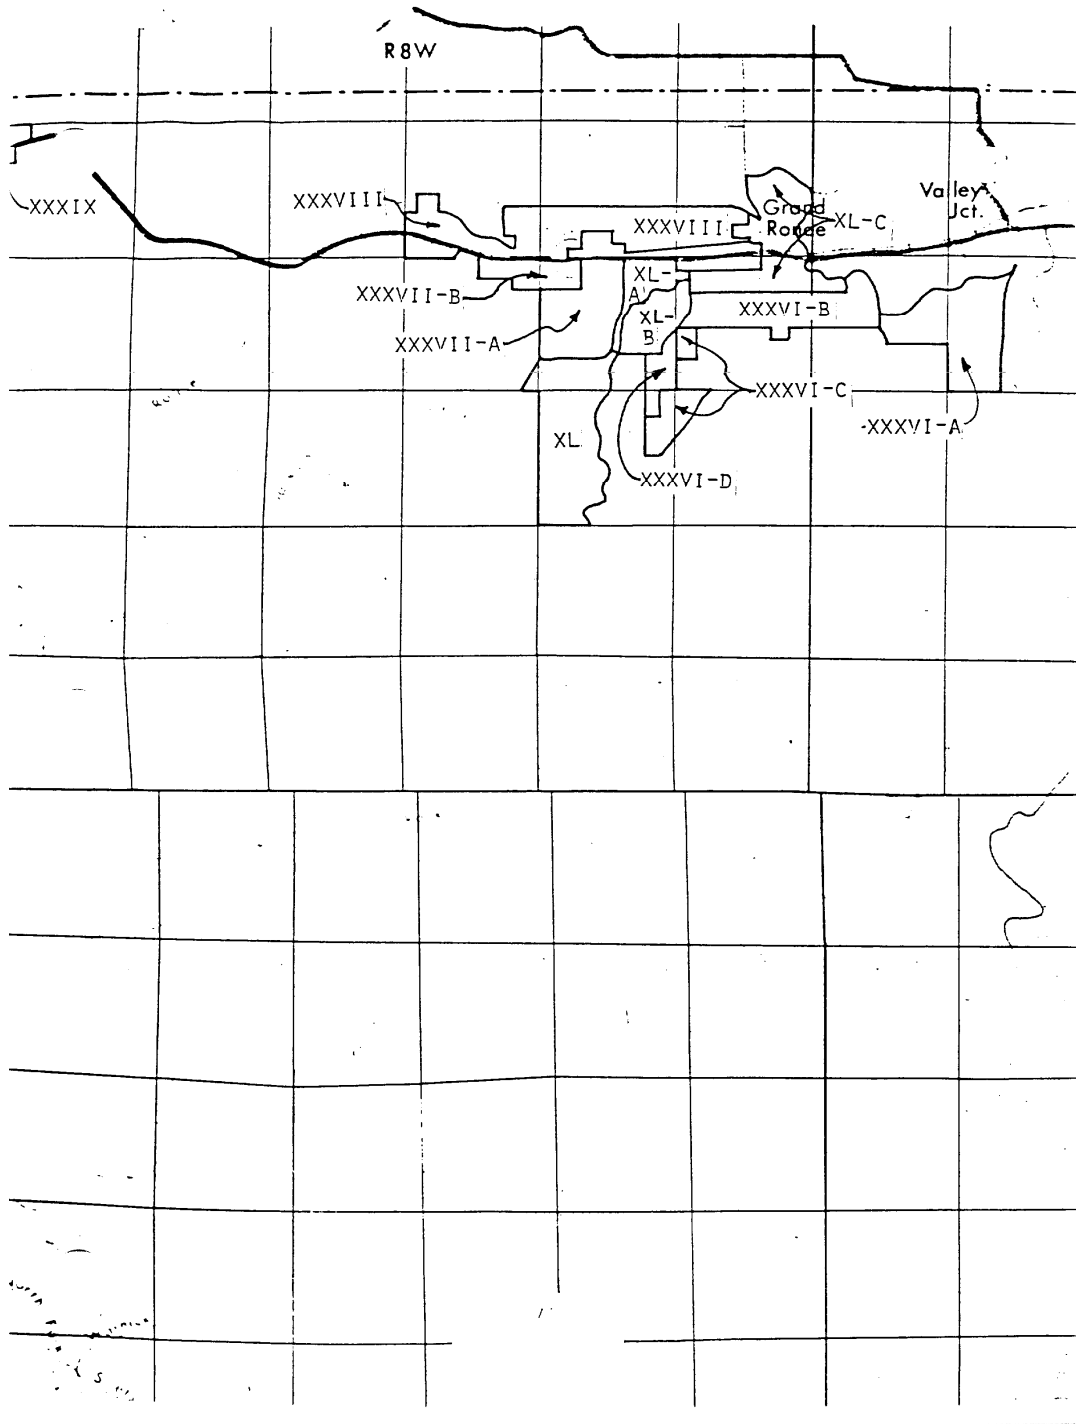 R8W
XXXIX
XXXVIII
XXXVIII
Grand
Ronde
XL-C
Valley
Jct.
XXXVII-B
XL-
A
XL-
B
XXXVI-B
XXXVII-A
XXXVI-C
XXXVI-A
XL
XXXVI-D